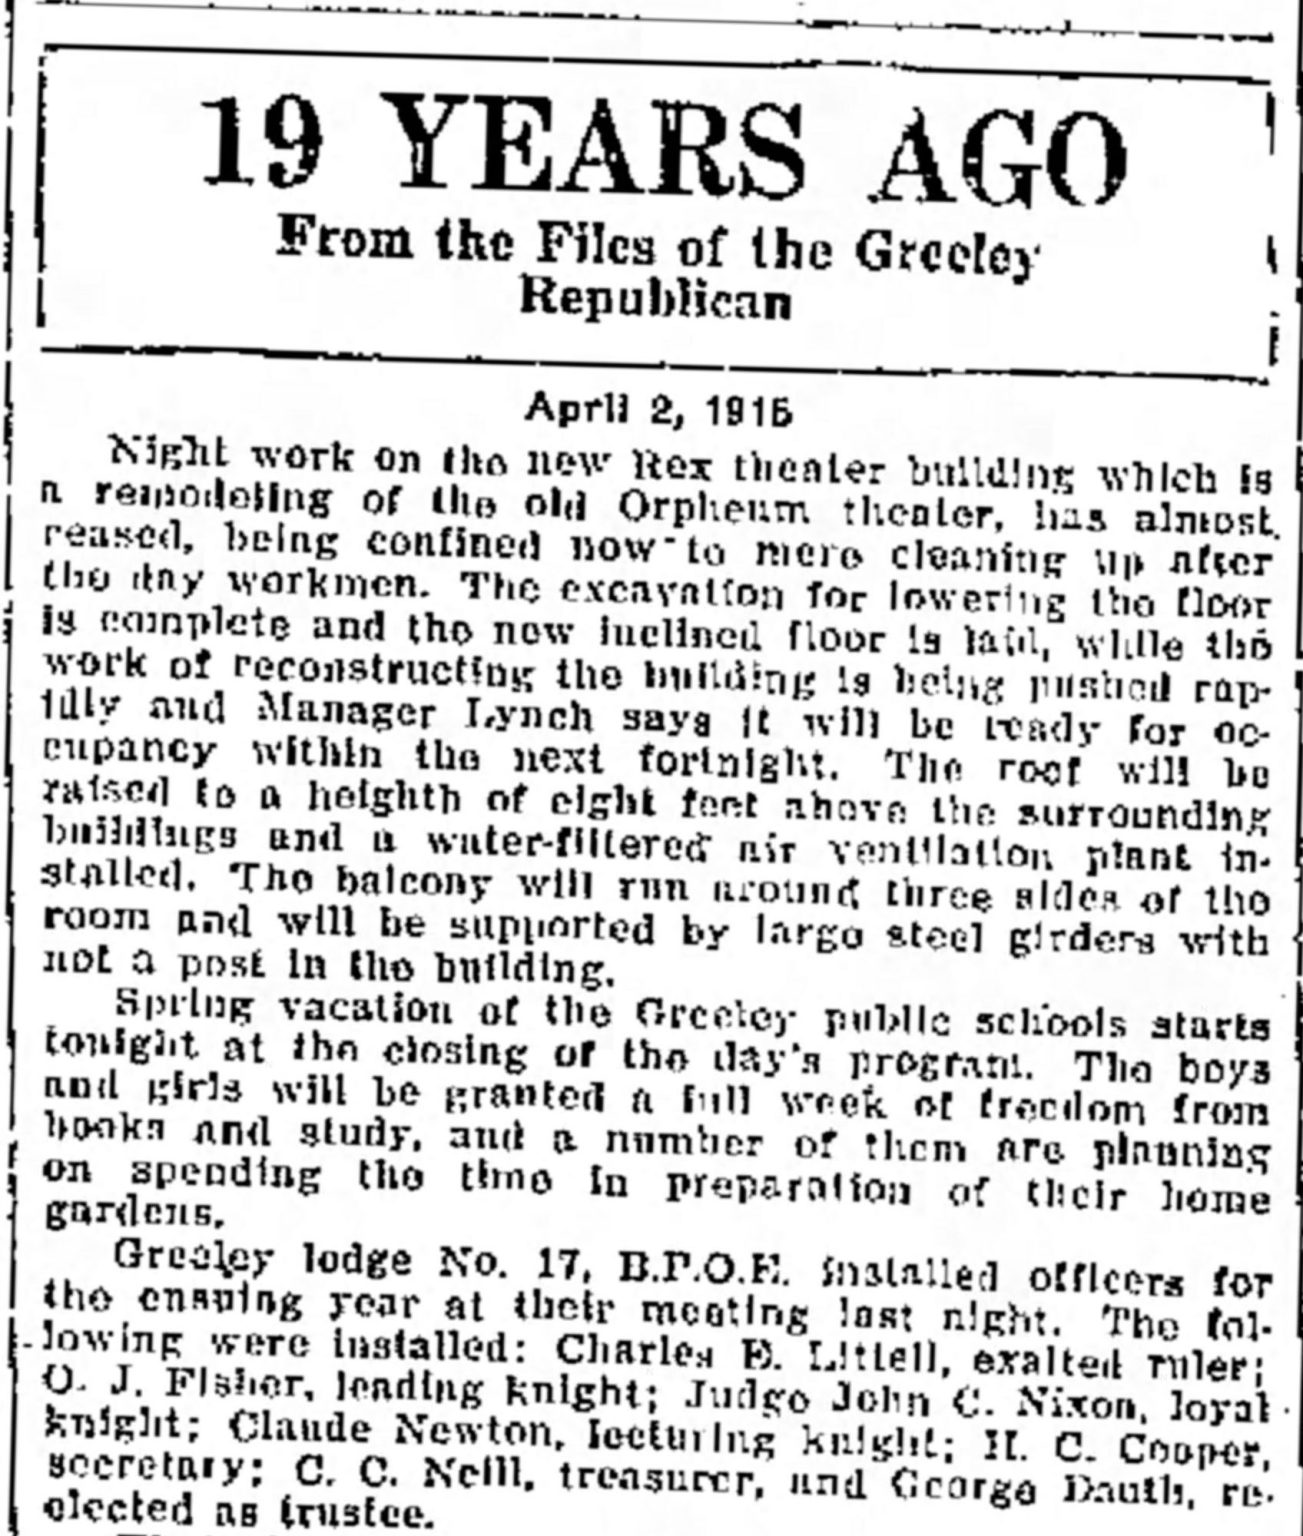 19 YEARS AGO
From the Files of the Greeley
Republican
April 2, 1915
Night work on the new Rex theater building which is
a remodeling of the old Orpheum theater, has almost
ceased, being confined now to mere cleaning up after
the day workmen. The excavation for lowering the floor
is complete and the new inclined floor is laid, while the
work of reconstructing the building is being pushed rap-
idly and Manager Lynch says it will be ready for oc-
cupancy within the next fortnight. The roof will be
raised to a heighth of eight feet above the surrounding
buildings and a water-filtered air ventilation plant in-
stalled. The balcony will run around three sides of the
room and will be supported by large steel girders with
not a post in the building.
Spring vacation of the Greeley public schools starts
tonight at the closing of the day's program. The boys
and girls will be granted a full week of freedom from
books and study, and a number of them are planning
on spending the time in preparation of their home
gardens.
Greeley lodge No. 17, B.P.O.E. installed officers for
the ensuing year at their meeting last night. The fol-
lowing were installed: Charles E. Littell, exalted ruler;
O. J. Fisher, leading knight; Judge John C. Nixon, loyal
knight; Claude Newton, lecturing knight; H. C. Cooper,
secretary; C. C. Neill, treasurer, and George Dauth, re-
elected as trustee.